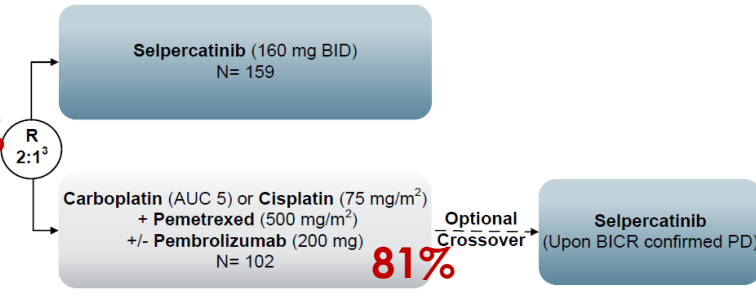 Selpercatinib (160 mg BID)
N= 159
R
2:1³
Carboplatin (AUC 5) or Cisplatin (75 mg/m²)
+ Pemetrexed (500 mg/m²)
+/- Pembrolizumab (200 mg)
N= 102
81%
Optional
Crossover
Selpercatinib
(Upon BICR confirmed PD)